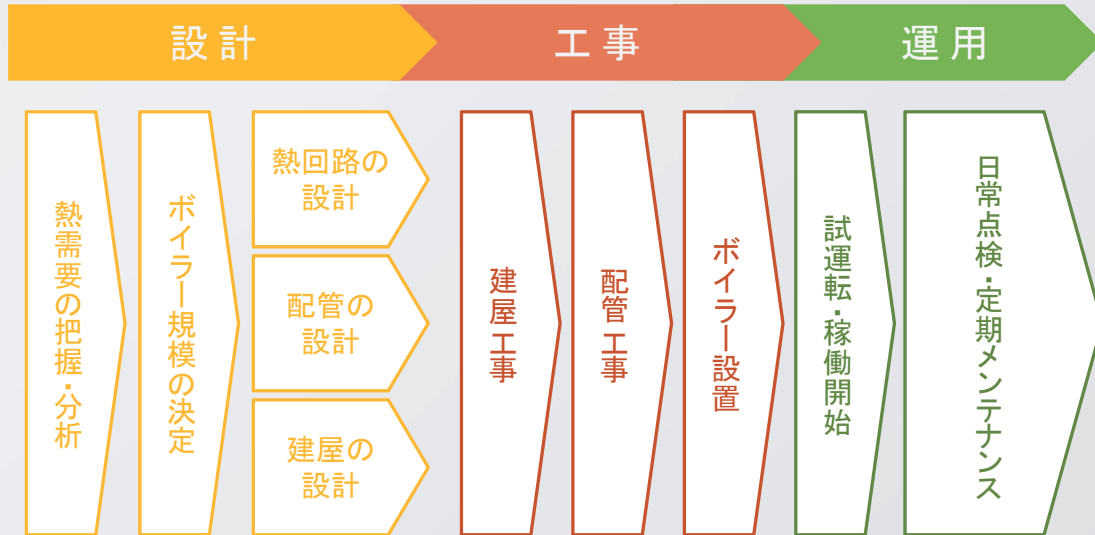 設計
工事
運用
熱需要の把握・分析
ボイラー規模の決定
熱回路の
設計
配管の
設計
建屋の
設計
建屋工事
配管工事
ボイラー設置
試運転・稼働開始
日常点検・定期メンテナンス